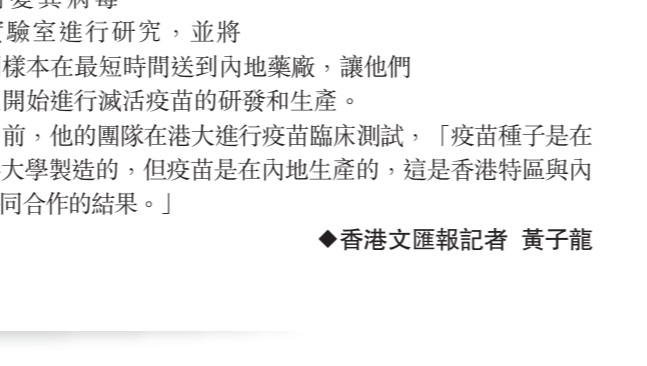 變異病毒
驗室進行研究，並將
樣本在最短時間送到內地藥廠，讓他們
開始進行滅活疫苗的研發和生產。
前，他的團隊在港大進行疫苗臨床測試，「疫苗種子是在
大學製造的，但疫苗是在內地生產的，這是香港特區與內
同合作的結果。」
◆香港文匯報記者 黃子龍